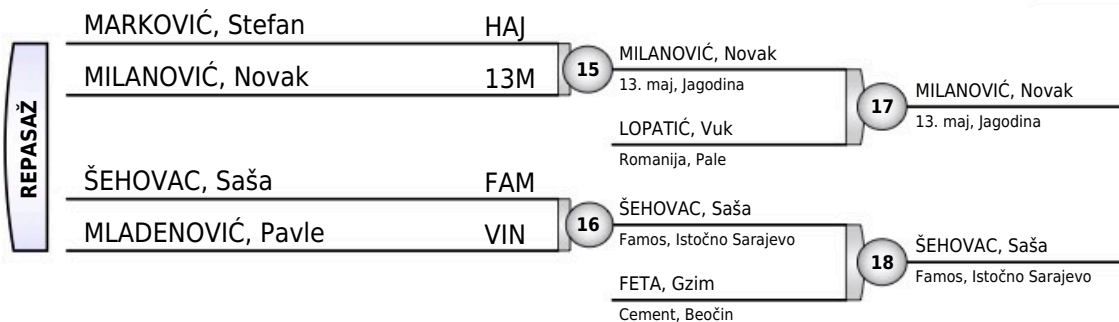 REPASAŽ
MARKOVIĆ, Stefan HAJ
MILANOVIĆ, Novak 13M
15
MILANOVIĆ, Novak
13. maj, Jagodina
LOPATIĆ, Vuk
Romanija, Pale
17
MILANOVIĆ, Novak
13. maj, Jagodina
ŠEHOVAC, Saša FAM
MLADENOVIĆ, Pavle VIN
16
ŠEHOVAC, Saša
Famos, Istočno Sarajevo
FETA, Gzim
Cement, Beočin
18
ŠEHOVAC, Saša
Famos, Istočno Sarajevo